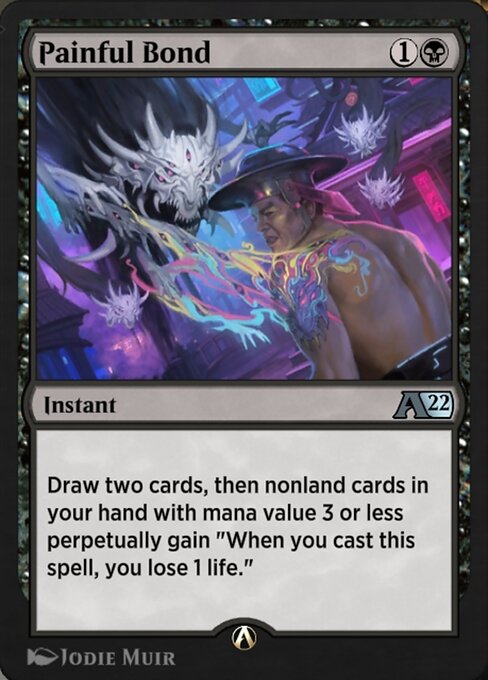 Painful Bond 1
Instant
A22
Draw two cards, then nonland cards in
your hand with mana value 3 or less
perpetually gain "When you cast this
spell, you lose 1 life."
Jodie Muir